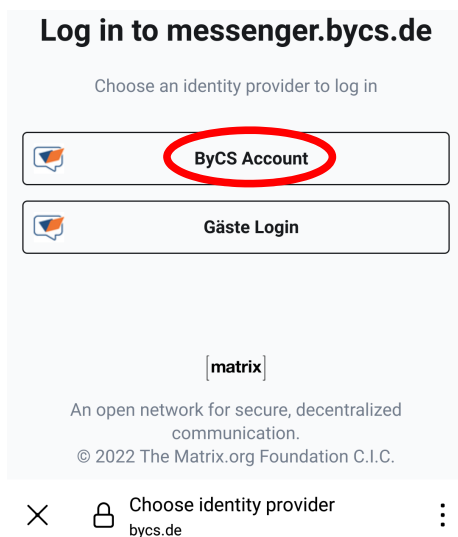 Log in to messenger.bycs.de
Choose an identity provider to log in
ByCS Account
Gäste Login
[matrix]
An open network for secure, decentralized
communication.
© 2022 The Matrix.org Foundation C.I.C.
Choose identity provider
bycs.de